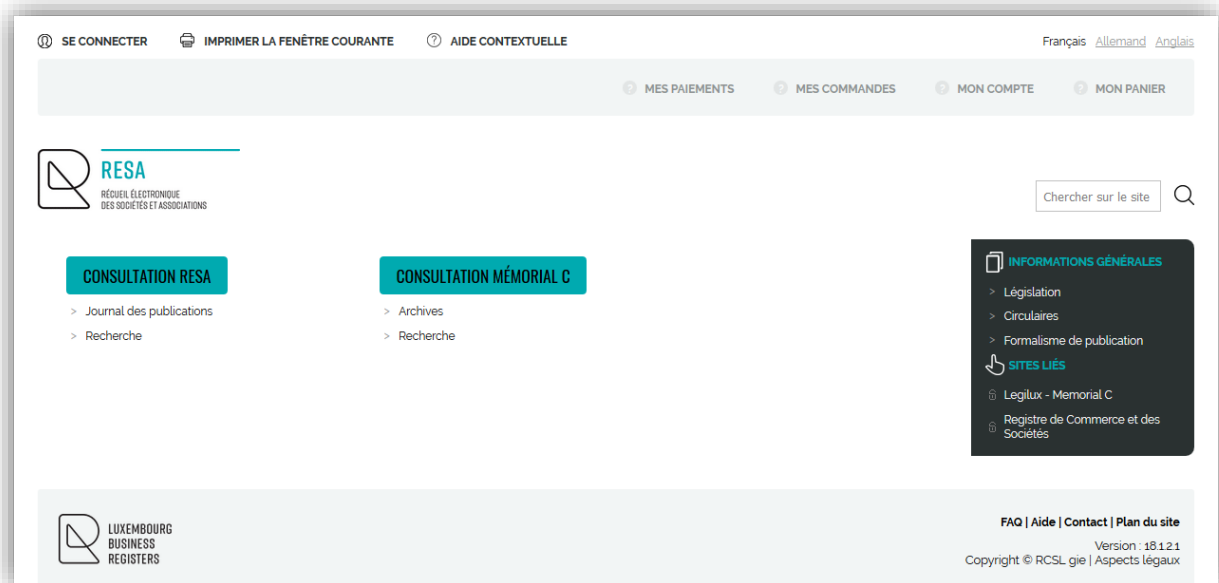 SE CONNECTER IMPRIMER LA FENÊTRE COURANTE ? AIDE CONTEXTUELLE Français Allemand Anglais
? MES PAIEMENTS ? MES COMMANDES ? MON COMPTE ? MON PANIER
RESA
RÉCUEIL ÉLECTRONIQUE
DES SOCIÉTÉS ET ASSOCIATIONS
Chercher sur le site
CONSULTATION RESA
> Journal des publications
> Recherche
CONSULTATION MÉMORIAL C
> Archives
> Recherche
INFORMATIONS GÉNÉRALES
> Législation
> Circulaires
> Formalisme de publication
SITES LIÉS
Legilux - Memorial C
Registre de Commerce et des
Sociétés
LUXEMBOURG
BUSINESS
REGISTERS
FAQ | Aide | Contact | Plan du site
Version : 18.1.2.1
Copyright © RCSL gie | Aspects légaux